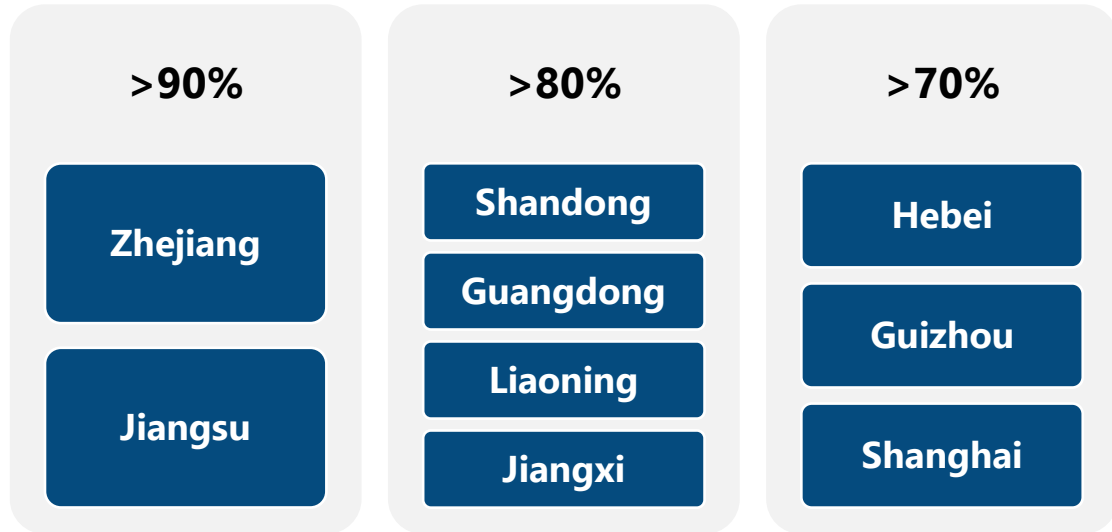 >90%
Zhejiang
Jiangsu
>80%
Shandong
Guangdong
Liaoning
Jiangxi
>70%
Hebei
Guizhou
Shanghai